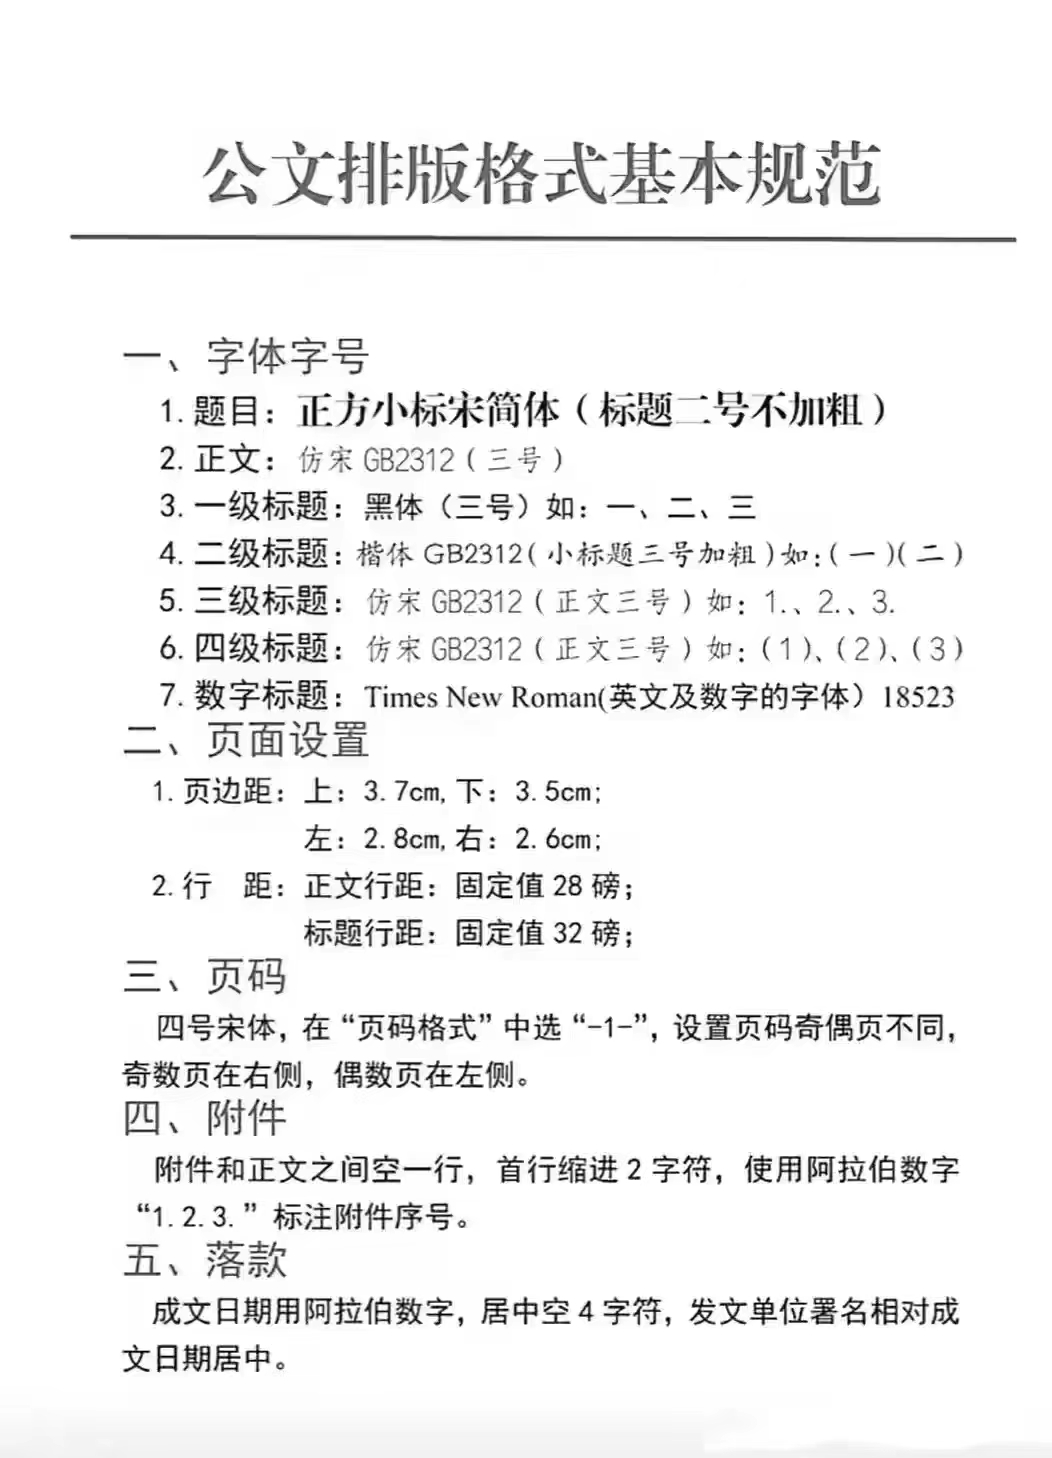 公文排版格式基本规范
一、字体字号
1.题目：正方小标宋简体（标题二号不加粗）
2.正文：仿宋 GB2312（三号）
3.一级标题：黑体（三号）如：一、二、三
4.二级标题：楷体 GB2312(小标题三号加粗)如:(一)(二)
5.三级标题：仿宋 GB2312（正文三号）如：1.、2.、3.
6.四级标题：仿宋 GB2312（正文三号）如：(1)、(2)、(3)
7.数字标题：Times New Roman(英文及数字的字体）18523
二、页面设置
1.页边距：上：3.7cm,下：3.5cm;
左：2.8cm,右：2.6cm;
2.行　距：正文行距：固定值 28 磅；
标题行距：固定值 32 磅；
三、页码
四号宋体，在“页码格式”中选“-1-”，设置页码奇偶页不同，
奇数页在右侧，偶数页在左侧。
四、附件
附件和正文之间空一行，首行缩进 2 字符，使用阿拉伯数字
“1.2.3.”标注附件序号。
五、落款
成文日期用阿拉伯数字，居中空 4 字符，发文单位署名相对成
文日期居中。